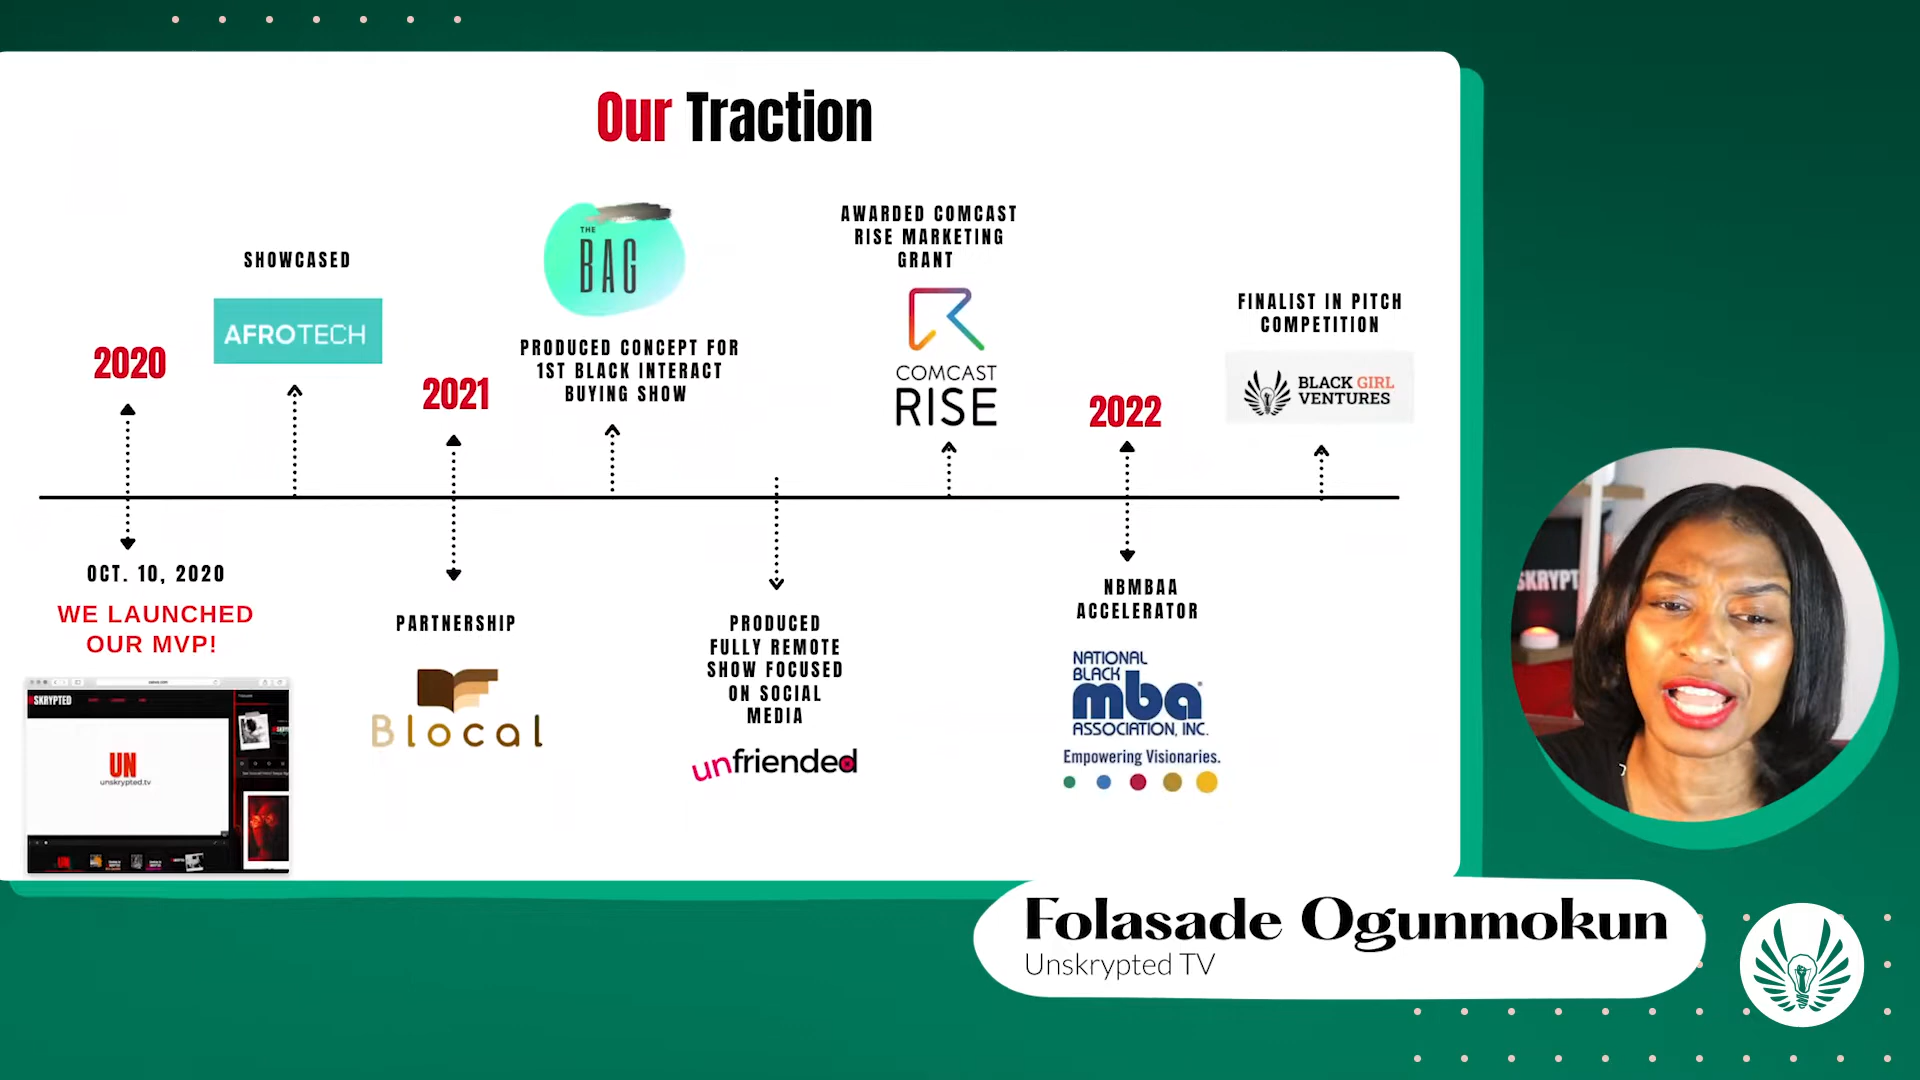 Our Traction
SHOWCASED
AFROTECH
2020
OCT. 10, 2020
WE LAUNCHED
OUR MVP!
SKRYPTED
UN
unskrypted.tv
2021
PARTNERSHIP
Blocal
THE
BAG
PRODUCED CONCEPT FOR
1ST BLACK INTERACT
BUYING SHOW
PRODUCED
FULLY REMOTE
SHOW FOCUSED
ON SOCIAL
MEDIA
unfriended
AWARDED COMCAST
RISE MARKETING
GRANT
COMCAST
RISE
2022
NBMBAA
ACCELERATOR
NATIONAL
BLACK
mba
ASSOCIATION, INC.
Empowering Visionaries.
FINALIST IN PITCH
COMPETITION
BLACK GIRL
VENTURES
SKRYPT
Folasade Ogunmokun
Unskrypted TV